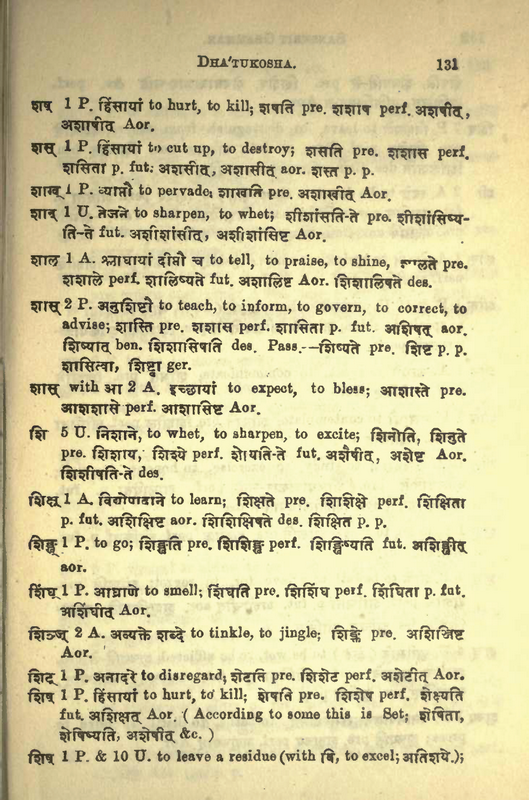 DHA'TUKOSHA. 131
शष् 1 P. हिंसायां to hurt, to kill; शषति pre. शशाष perf. अशषीत्,
अशाषीत् Aor.
शस् 1 P. हिंसायां to cut up, to destroy; शसति pre. शशास perf.
शसिता p. fut. अशसीत्, अशासीत् aor. शस्त p. p.
शाख् 1 P. व्याप्तौ to pervade; शाखति pre. अशाखीत् Aor.
शान् 1 U. तेजने to sharpen, to whet; शीशांसति-ते pre. शीशांसिष्य-
ति-ते fut. अशीशांसीत्, अशीशांसिष्ट Aor.
शाल 1 A. श्लाघायां दीप्तौ च to tell, to praise, to shine, शालते pre.
शशाले perf. शालिष्यते fut. अशालिष्ट Aor. शिशालिषते des.
शास् 2 P. अनुशिष्टौ to teach, to inform, to govern, to correct, to
advise; शास्ति pre. शशास perf. शासिता p. fut. अशिषत् aor.
शिष्यात् ben. शिशासिषति des. Pass.—शिष्यते pre. शिष्ट p. p.
शासित्वा, शिष्ट्वा ger.
शास् with आ 2 A. इच्छायां to expect, to bless; आशास्ते pre.
आशशासे perf. आशासिष्ट Aor.
शि 5 U. निशाने, to whet, to sharpen, to excite; शिनोति, शिनुते
pre. शिशाय, शिश्ये perf. शेष्यति-ते fut. अशैषीत्, अशेष्ट Aor.
शिशीषति-ते des.
शिक्ष् 1 A. विद्योपादाने to learn; शिक्षते pre. शिशिक्षे perf. शिक्षिता
p. fut. अशिक्षिष्ट aor. शिशिक्षिषते des. शिक्षित p. p.
शिङ्ख् 1 P. to go; शिङ्खति pre. शिशिङ्ख perf. शिङ्खिष्यति fut. अशिङ्खीत्
aor.
शिंघ् 1 P. आघ्राणे to smell; शिंघति pre. शिशिंघ perf. शिंघिता p. fut.
अशिंघीत् Aor.
शिञ्ज् 2 A. अव्यक्ते शब्दे to tinkle, to jingle; शिङ्क्ते pre. अशिञ्जिष्ट
Aor.
शिट् 1 P. अनादरे to disregard; शेटति pre. शिशेट perf. अशेटीत् Aor.
शिष् 1 P. हिंसायां to hurt, to kill; शेषति pre. शिशेष perf. शेक्ष्यति
fut. अशिक्षत् Aor. ( According to some this is Set; शेषिता,
शेषिष्यति, अशेषीत् &c. )
शिष् 1 P. & 10 U. to leave a residue (with वि, to excel; अतिशये.);